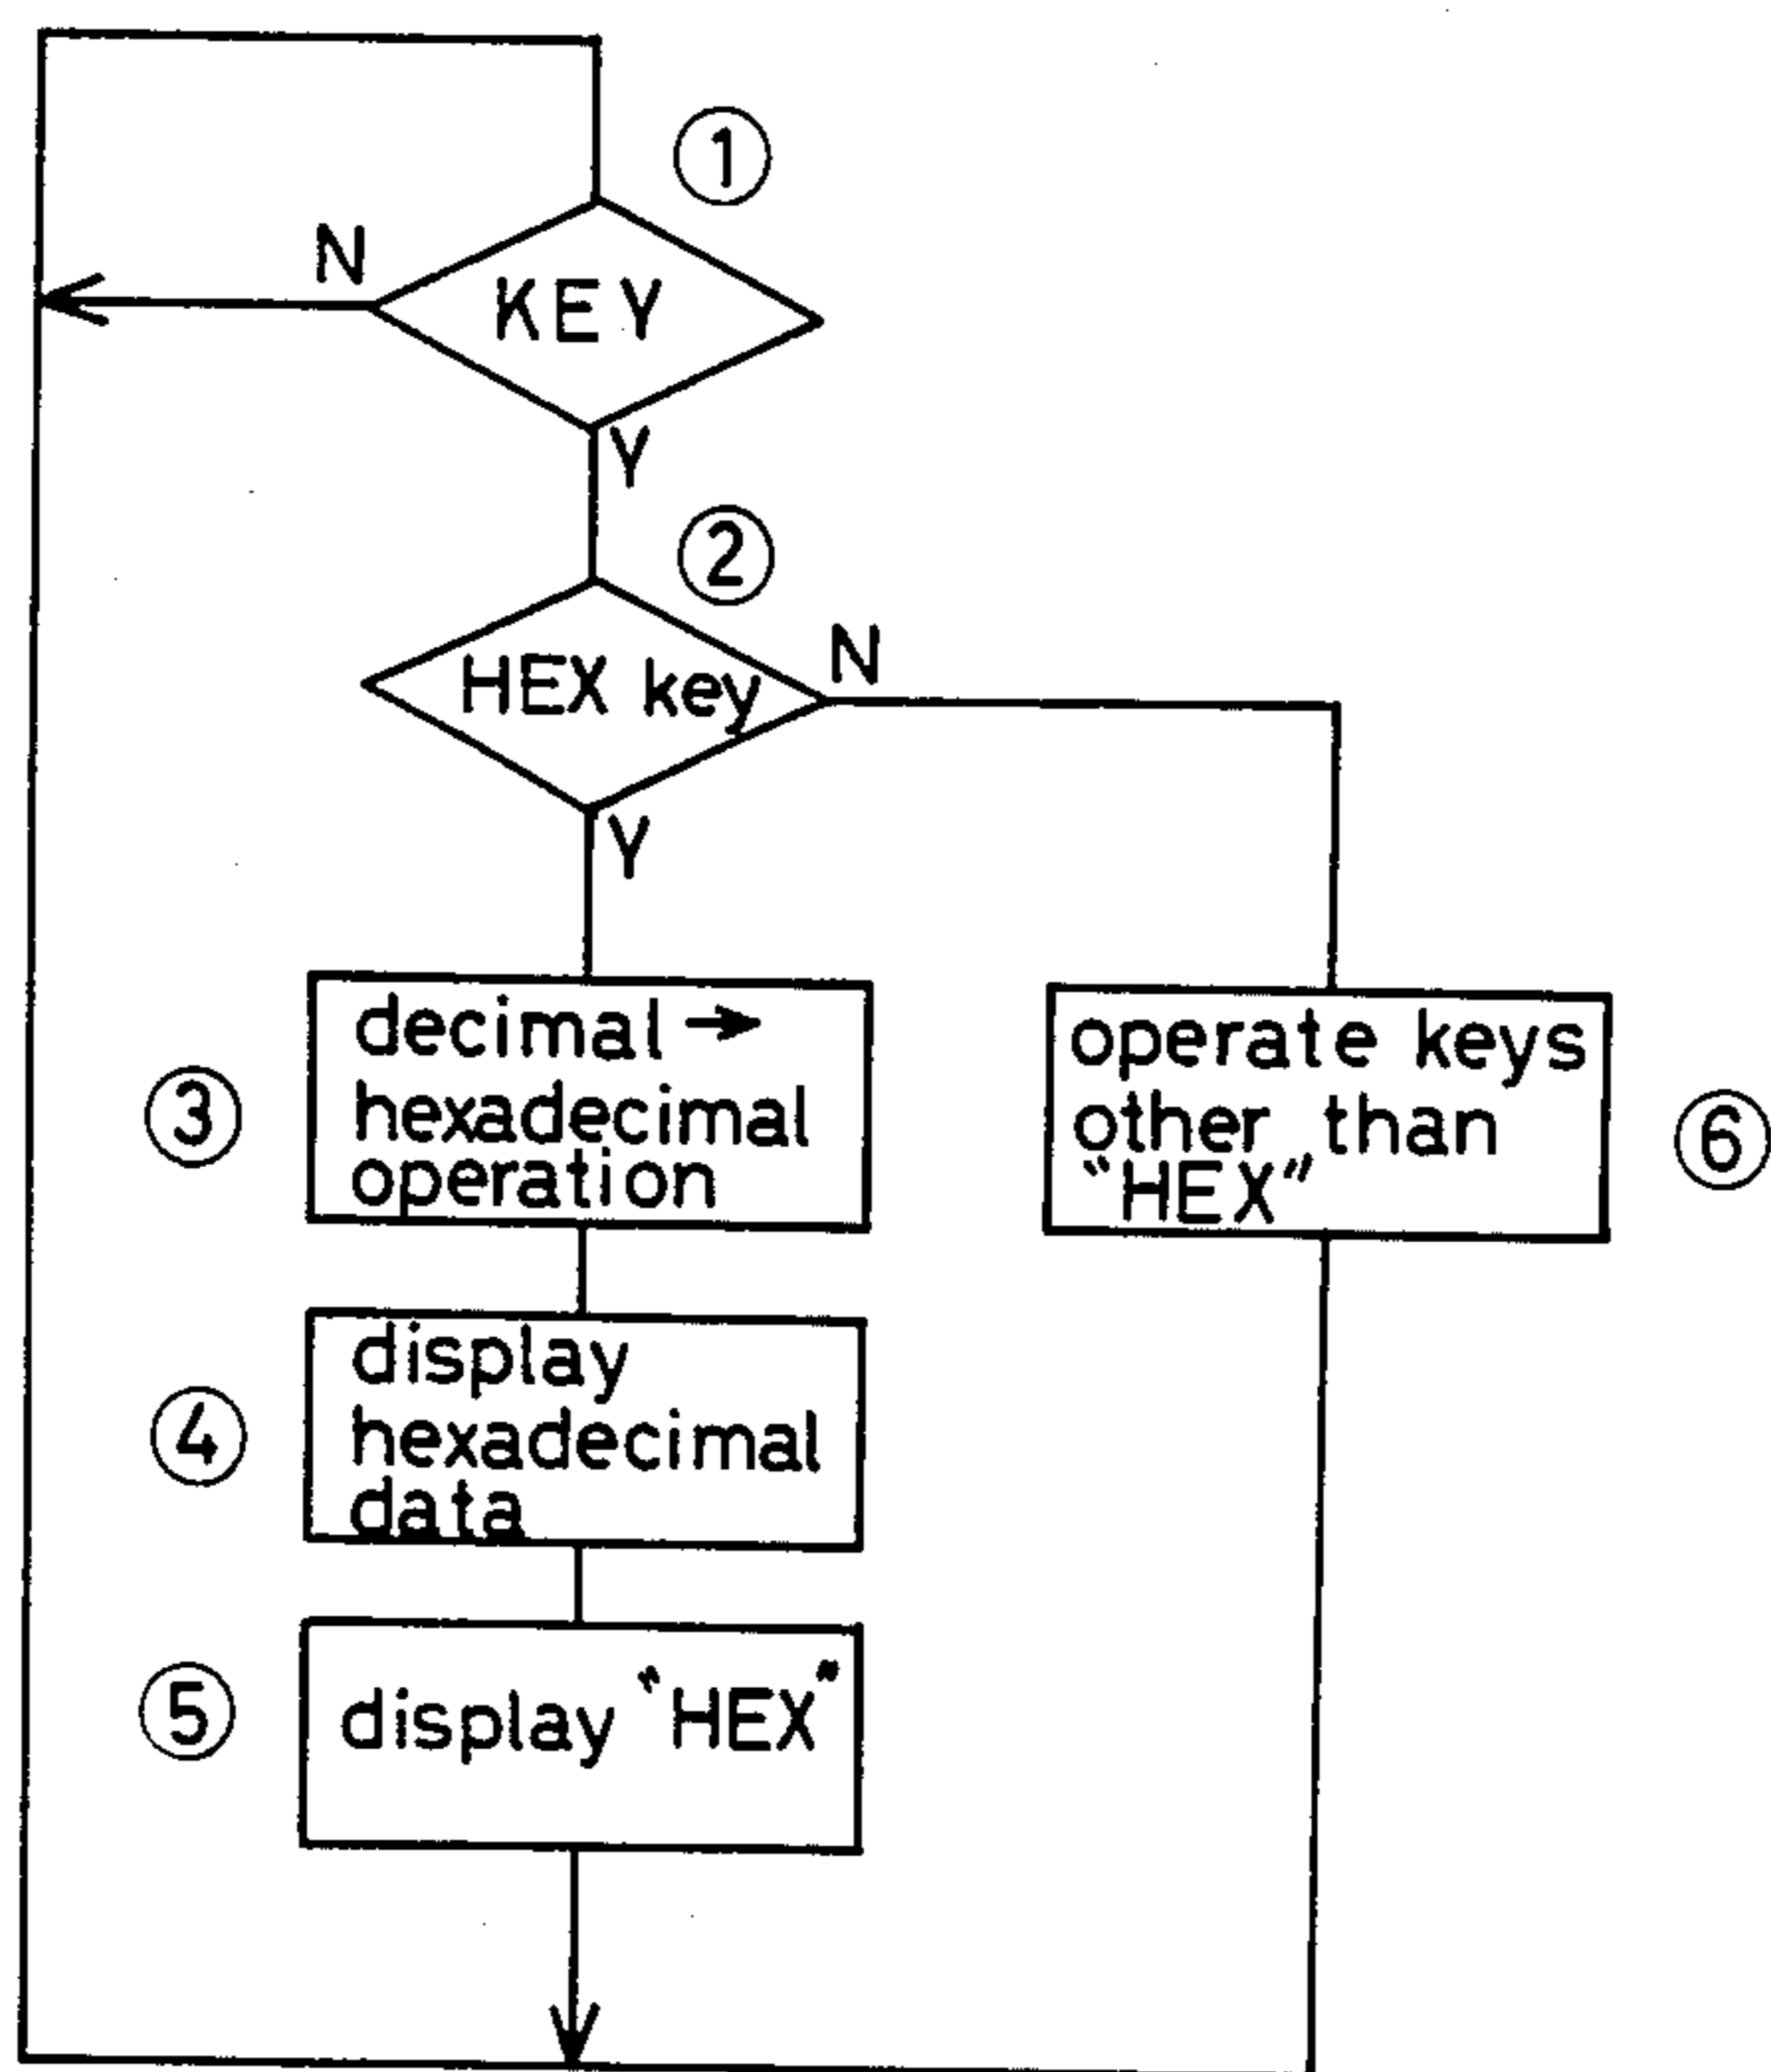 ①
N
KEY
Y
②
HEX key
N
Y
③
decimal →
hexadecimal
operation
operate keys
other than
"HEX"
⑥
④
display
hexadecimal
data
⑤
display "HEX"